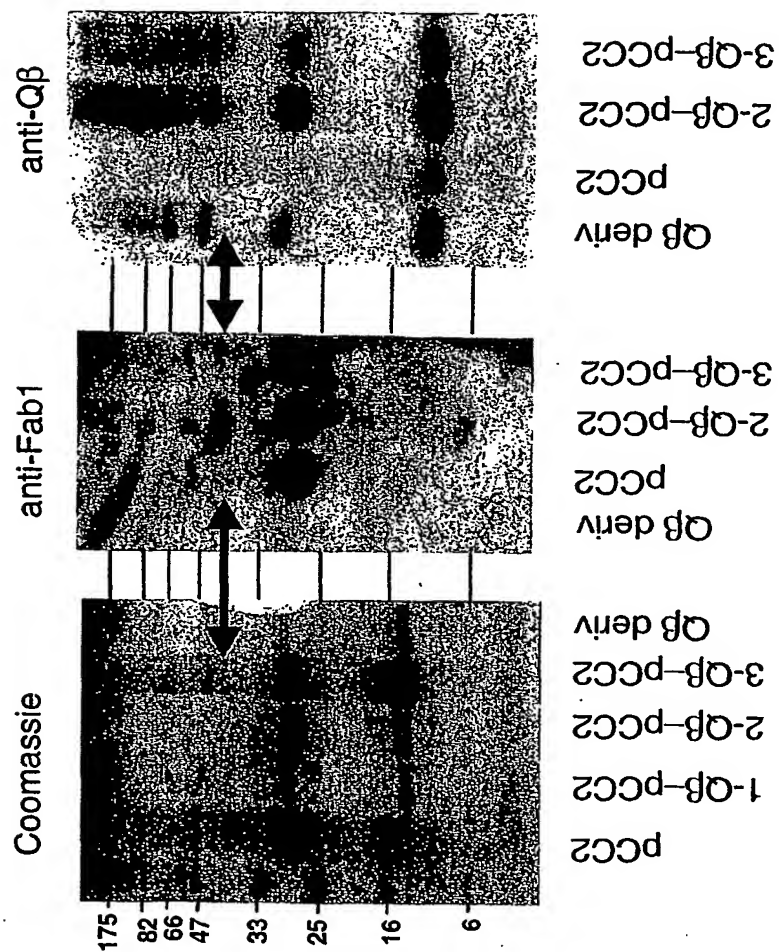 anti-Qβ
3-Qβ–pCC2
2-Qβ–pCC2
pCC2
Qβ deriv
anti-Fab1
3-Qβ–pCC2
2-Qβ–pCC2
pCC2
Qβ deriv
Coomassie
Qβ deriv
3-Qβ–pCC2
2-Qβ–pCC2
1-Qβ–pCC2
pCC2
175
82
66
47
33
25
16
6